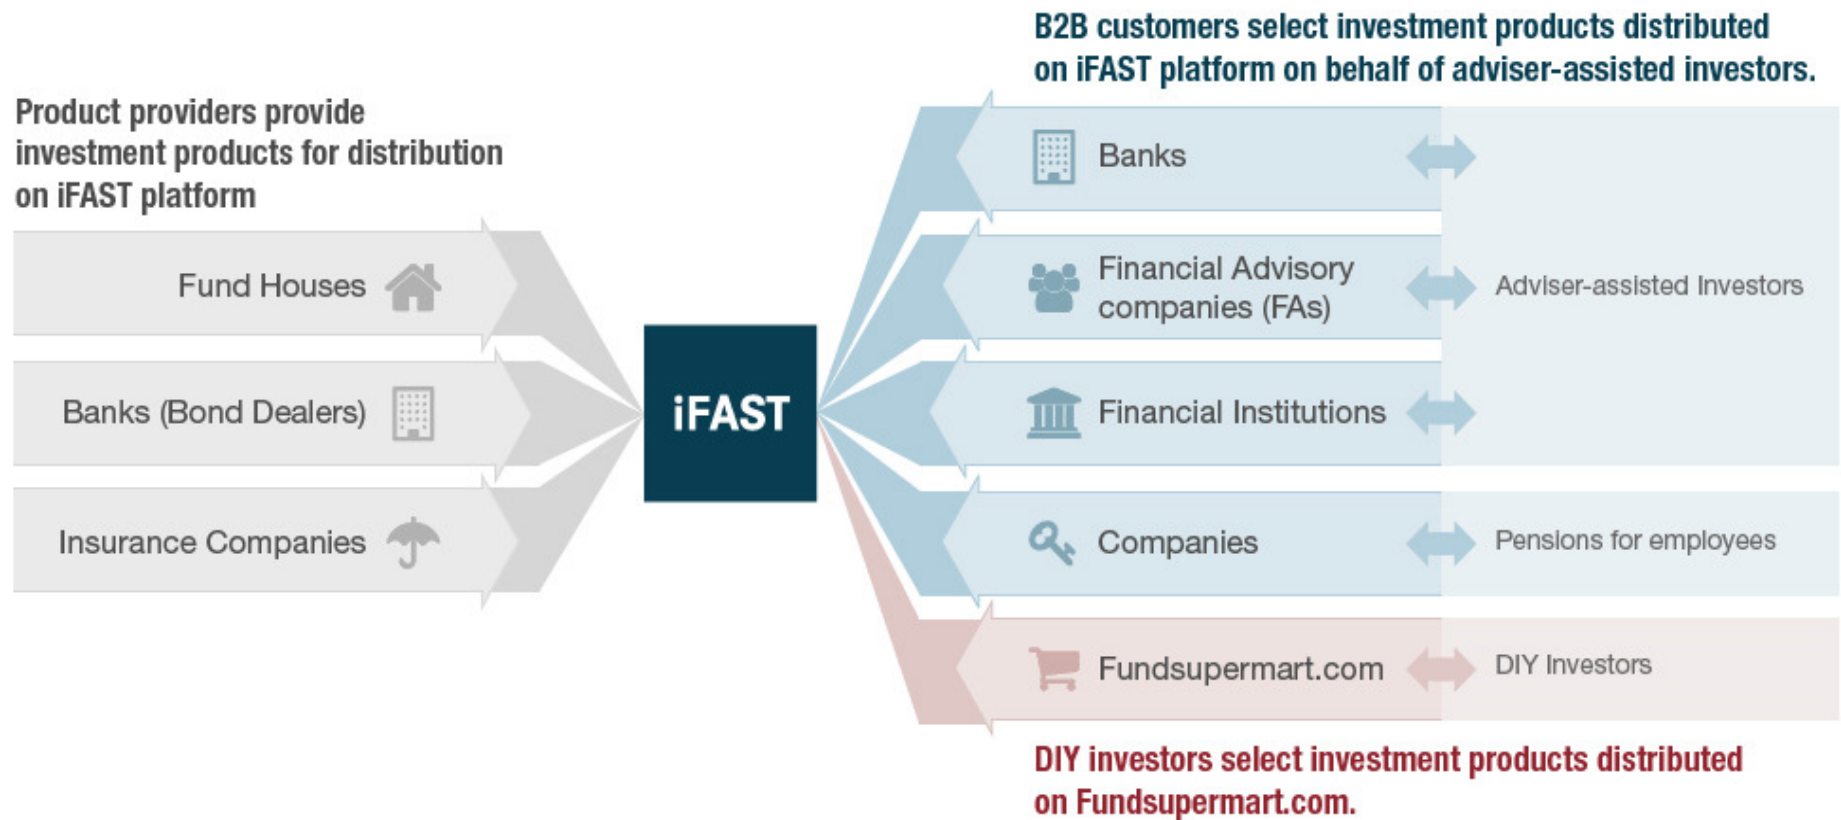 Product providers provide
investment products for distribution
on iFAST platform
Fund Houses
Banks (Bond Dealers)
Insurance Companies
iFAST
B2B customers select investment products distributed
on iFAST platform on behalf of adviser-assisted investors.
Banks
Financial Advisory
companies (FAs)
Adviser-assisted Investors
Financial Institutions
Companies
Pensions for employees
Fundsupermart.com
DIY Investors
DIY investors select investment products distributed
on Fundsupermart.com.